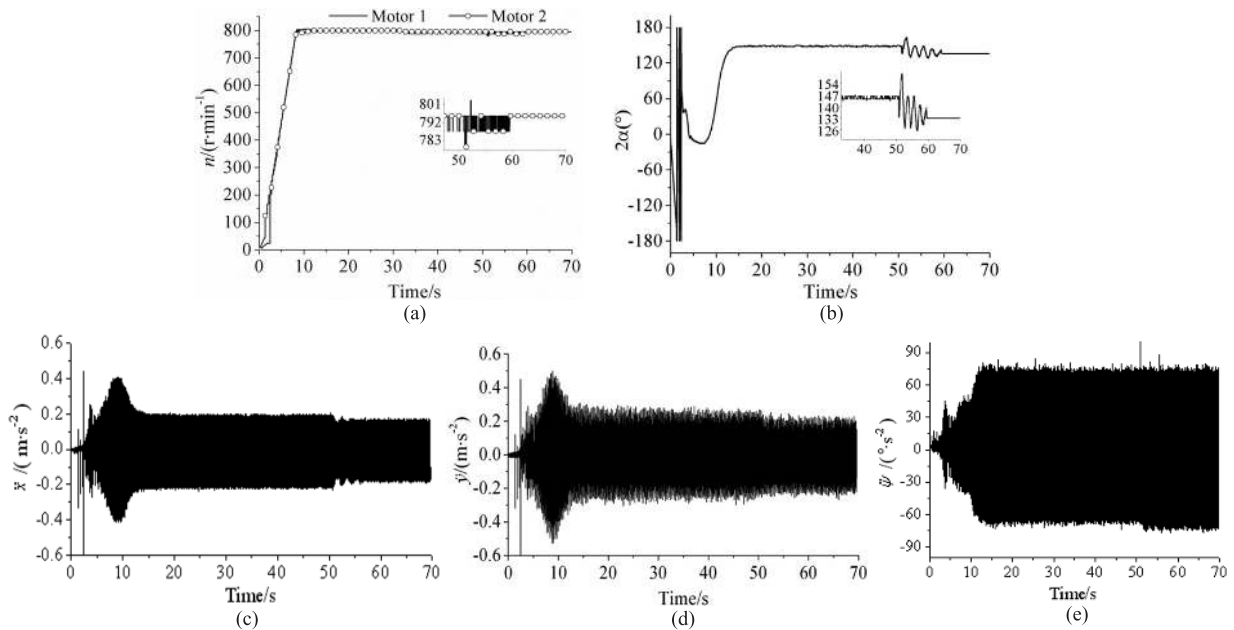 Motor 1 Motor 2
800
700
600
500
400
300
200
100
0
n/(r·min⁻¹)
801
792
783
50 60 70
0 10 20 30 40 50 60 70
Time/s
(a)
180
120
60
0
-60
-120
-180
2α(°)
154
147
140
133
126
40 50 60 70
0 10 20 30 40 50 60 70
Time/s
(b)
0.6
0.4
0.2
0.0
-0.2
-0.4
-0.6
ẍ /( m·s⁻²)
0 10 20 30 40 50 60 70
Time/s
(c)
0.6
0.4
0.2
0.0
-0.2
-0.4
-0.6
ÿ/(m·s⁻²)
0 10 20 30 40 50 60 70
Time/s
(d)
90
60
30
0
-30
-60
-90
ψ̈ /(°·s⁻²)
0 10 20 30 40 50 60 70
Time/s
(e)